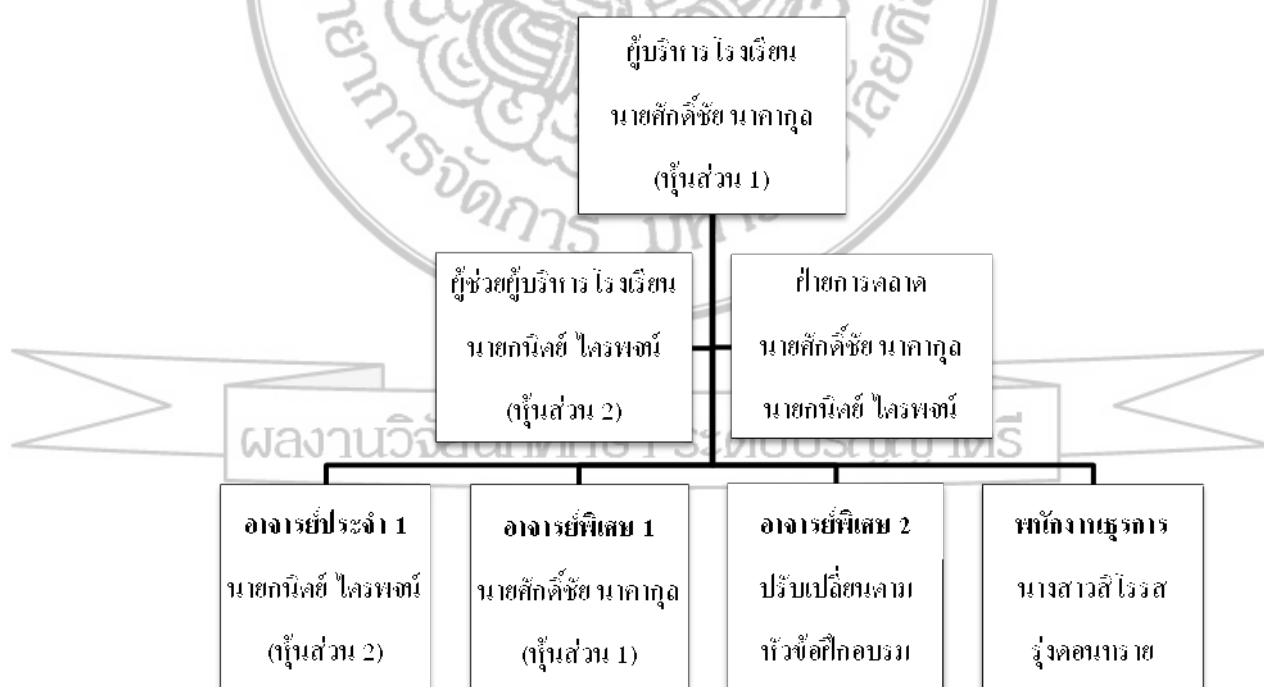 ผู้บริหารโรงเรียน
นายศักดิ์ชัย นาคากุล
(หุ้นส่วน 1)
ผู้ช่วยผู้บริหารโรงเรียน
นายกนิตย์ ไตรพจน์
(หุ้นส่วน 2)
ฝ่ายการตลาด
นายศักดิ์ชัย นาคากุล
นายกนิตย์ ไตรพจน์
อาจารย์ประจำ 1
นายกนิตย์ ไตรพจน์
(หุ้นส่วน 2)
อาจารย์พิเศษ 1
นายศักดิ์ชัย นาคากุล
(หุ้นส่วน 1)
อาจารย์พิเศษ 2
ปรับเปลี่ยนตาม
หัวข้อฝึกอบรม
พนักงานธุรการ
นางสาวสิโรรส
รุ่งดอนทราย